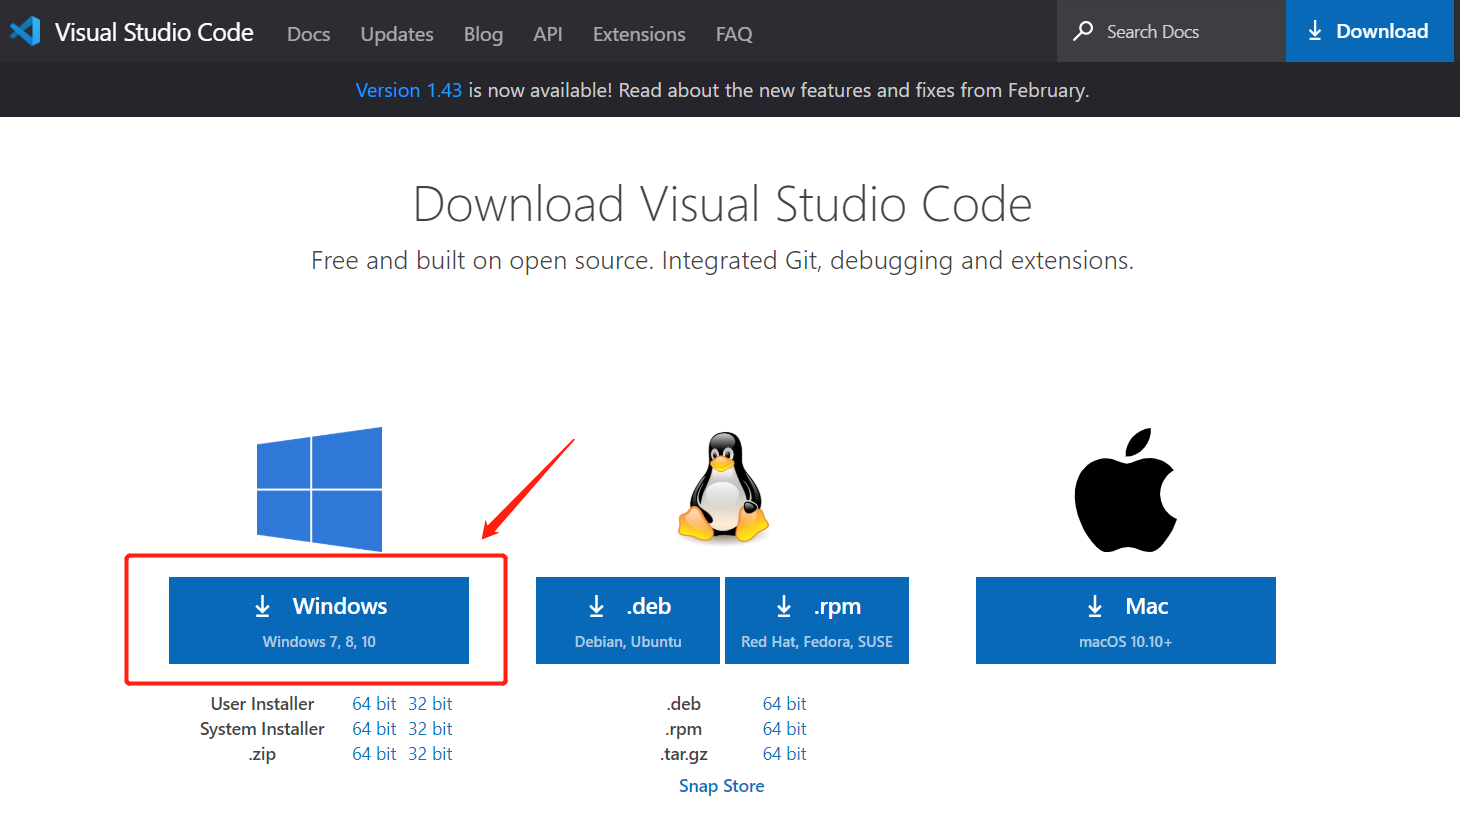 Visual Studio Code Docs Updates Blog API Extensions FAQ Search Docs Download
Version 1.43 is now available! Read about the new features and fixes from February.
Download Visual Studio Code
Free and built on open source. Integrated Git, debugging and extensions.
Windows
Windows 7, 8, 10
User Installer 64 bit 32 bit
System Installer 64 bit 32 bit
.zip 64 bit 32 bit
.deb
Debian, Ubuntu
.rpm
Red Hat, Fedora, SUSE
.deb 64 bit
.rpm 64 bit
.tar.gz 64 bit
Snap Store
Mac
macOS 10.10+